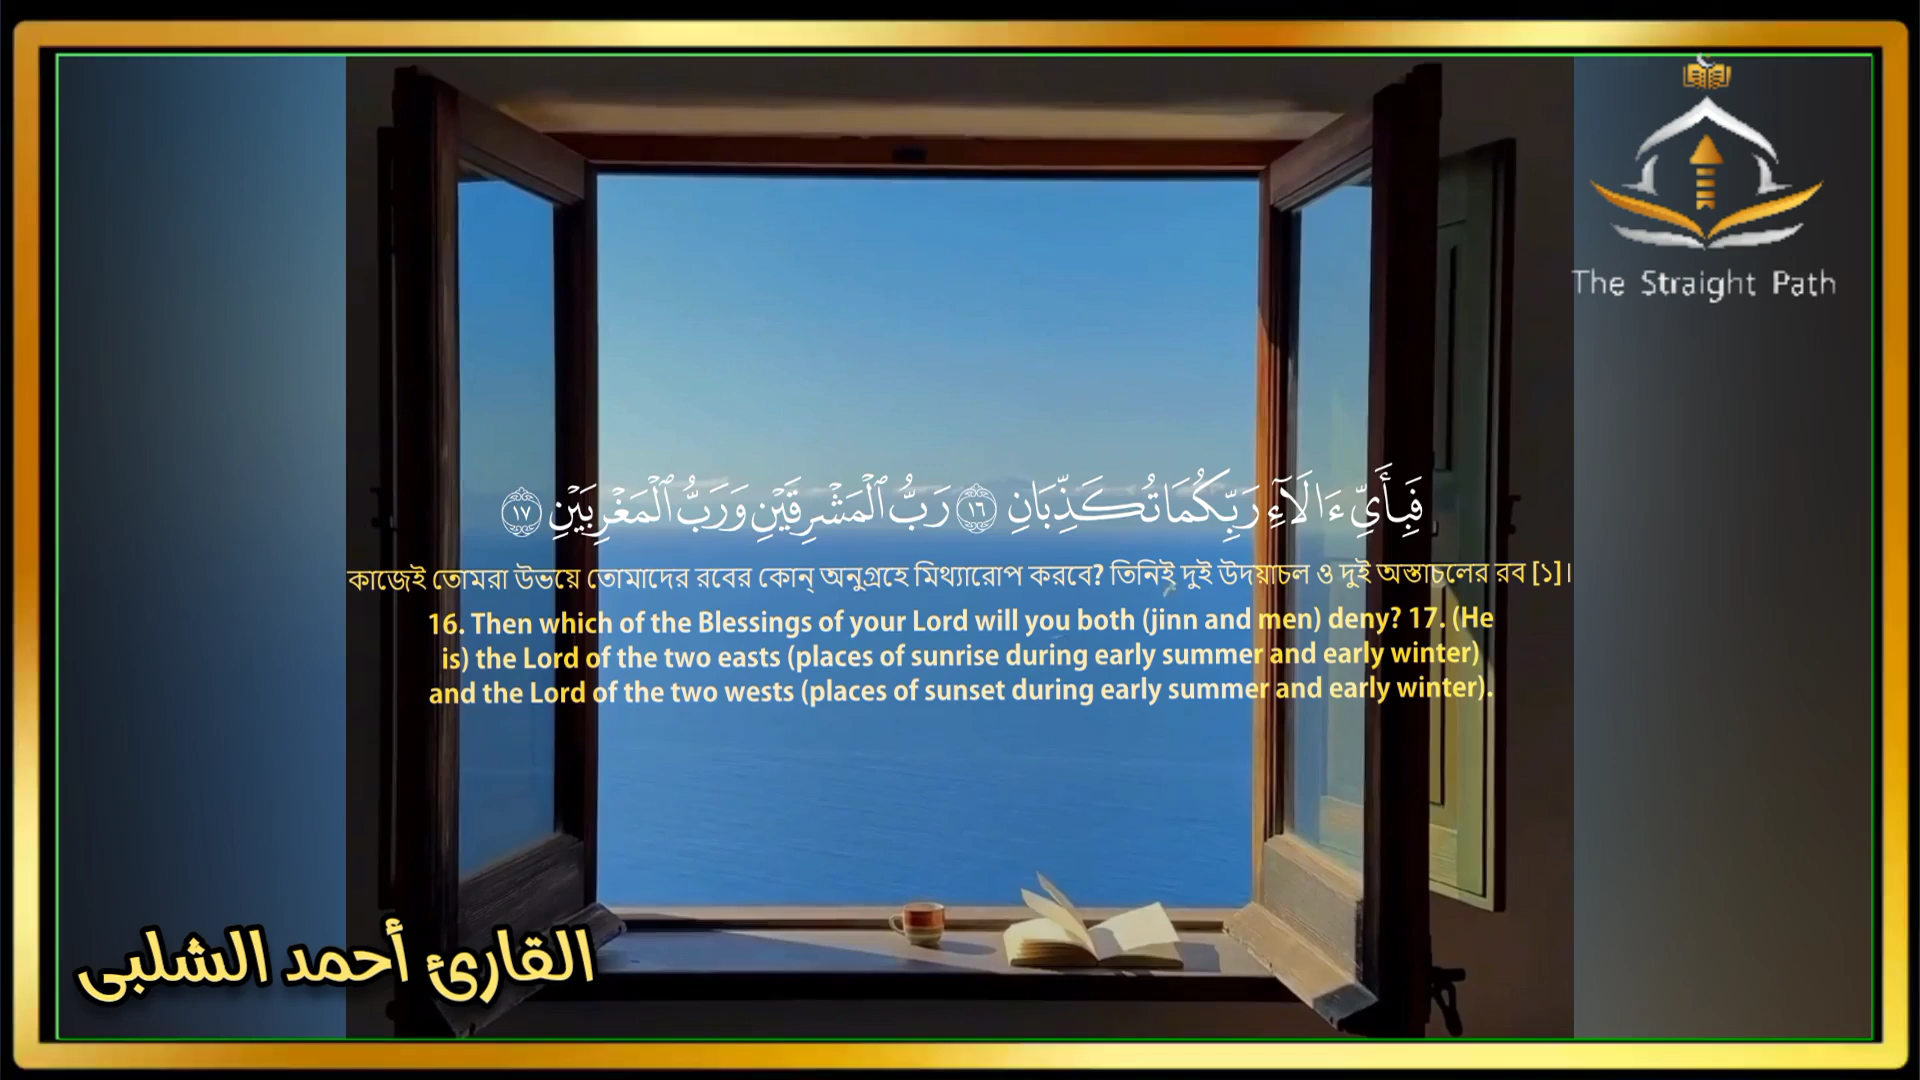 The Straight Path
فَبِأَيِّ ءَالَآءِ رَبِّكُمَا تُكَذِّبَانِ ١٦ رَبُّ ٱلْمَشْرِقَيْنِ وَرَبُّ ٱلْمَغْرِبَيْنِ ١٧
কাজেই তোমরা উভয়ে তোমাদের রবের কোন্ অনুগ্রহে মিথ্যারোপ করবে? তিনিই দুই উদয়াচল ও দুই অস্তাচলের রব [১]।
16. Then which of the Blessings of your Lord will you both (jinn and men) deny? 17. (He
is) the Lord of the two easts (places of sunrise during early summer and early winter)
and the Lord of the two wests (places of sunset during early summer and early winter).
القارئ أحمد الشلبى